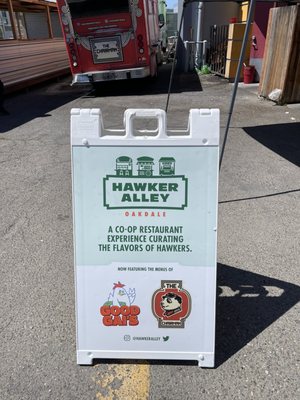 THE
HAWKER
ALLEY
OAKDALE
A CO-OP RESTAURANT
EXPERIENCE CURATING
THE FLAVORS OF HAWKERS.
NOW FEATURING THE MENUS OF
GOOD
EATS
THE
@HAWKERALLEY